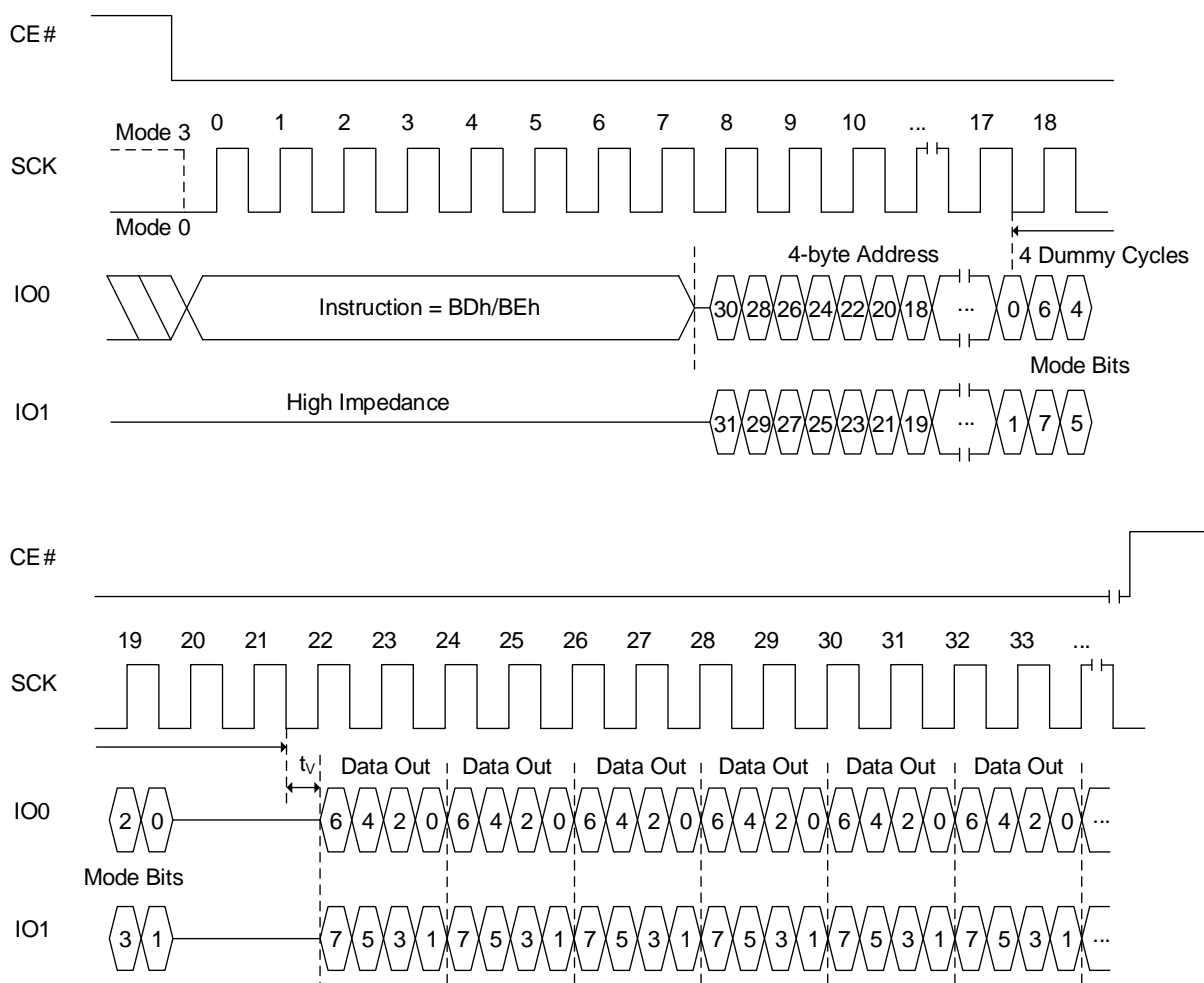 CE#
0 1 2 3 4 5 6 7 8 9 10 ... 17 18
Mode 3
SCK
Mode 0
4-byte Address 4 Dummy Cycles
IO0
Instruction = BDh/BEh 30 28 26 24 22 20 18 ... 0 6 4
Mode Bits
High Impedance
IO1
31 29 27 25 23 21 19 ... 1 7 5
CE#
19 20 21 22 23 24 25 26 27 28 29 30 31 32 33 ...
SCK
tV Data Out Data Out Data Out Data Out Data Out Data Out
IO0 2 0 6 4 2 0 6 4 2 0 6 4 2 0 6 4 2 0 6 4 2 0 6 4 2 0 ...
Mode Bits
IO1 3 1 7 5 3 1 7 5 3 1 7 5 3 1 7 5 3 1 7 5 3 1 7 5 3 1 ...